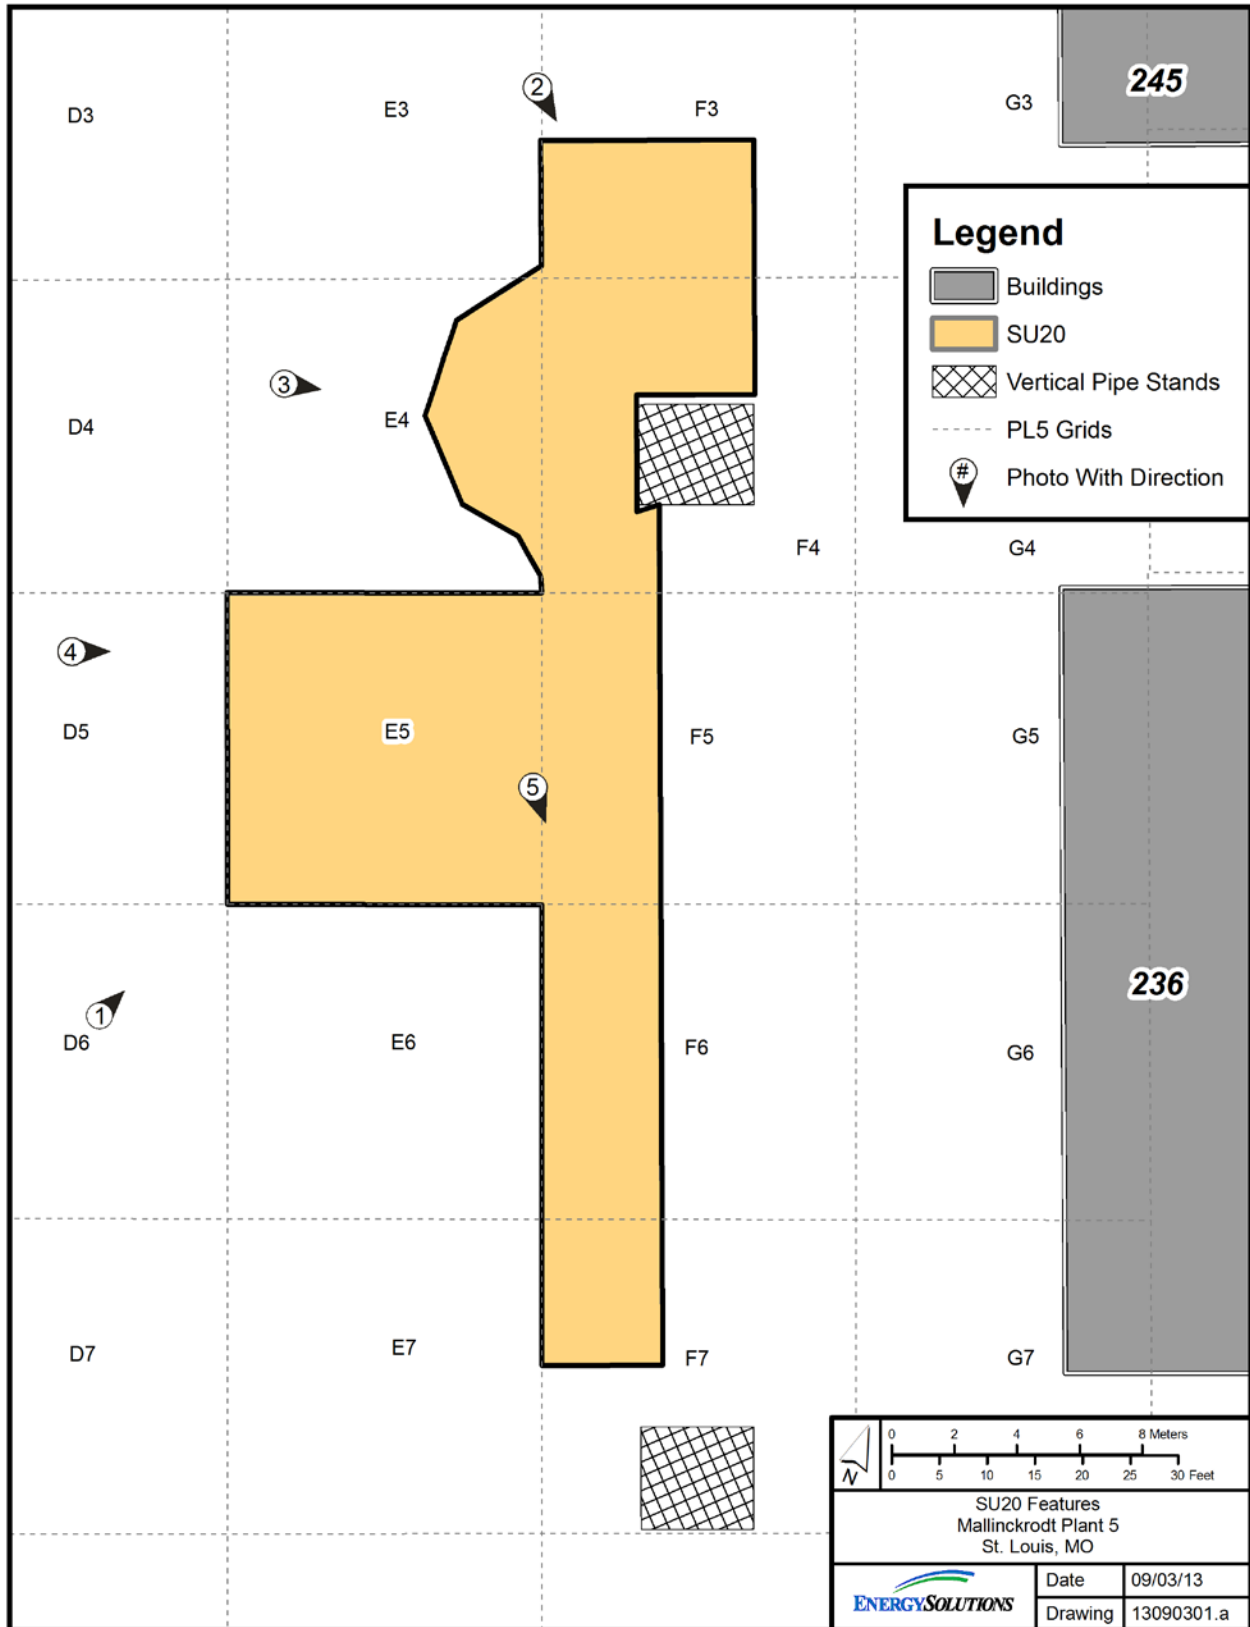 245
2
D3
E3
F3
G3
Legend
Buildings
SU20
Vertical Pipe Stands
PL5 Grids
# Photo With Direction
3
D4
E4
F4
G4
4
D5
E5
F5
G5
5
236
1
D6
E6
F6
G6
D7
E7
F7
G7
N
0 2 4 6 8 Meters
0 5 10 15 20 25 30 Feet
SU20 Features
Mallinckrodt Plant 5
St. Louis, MO
ENERGYSOLUTIONS
Date 09/03/13
Drawing 13090301.a